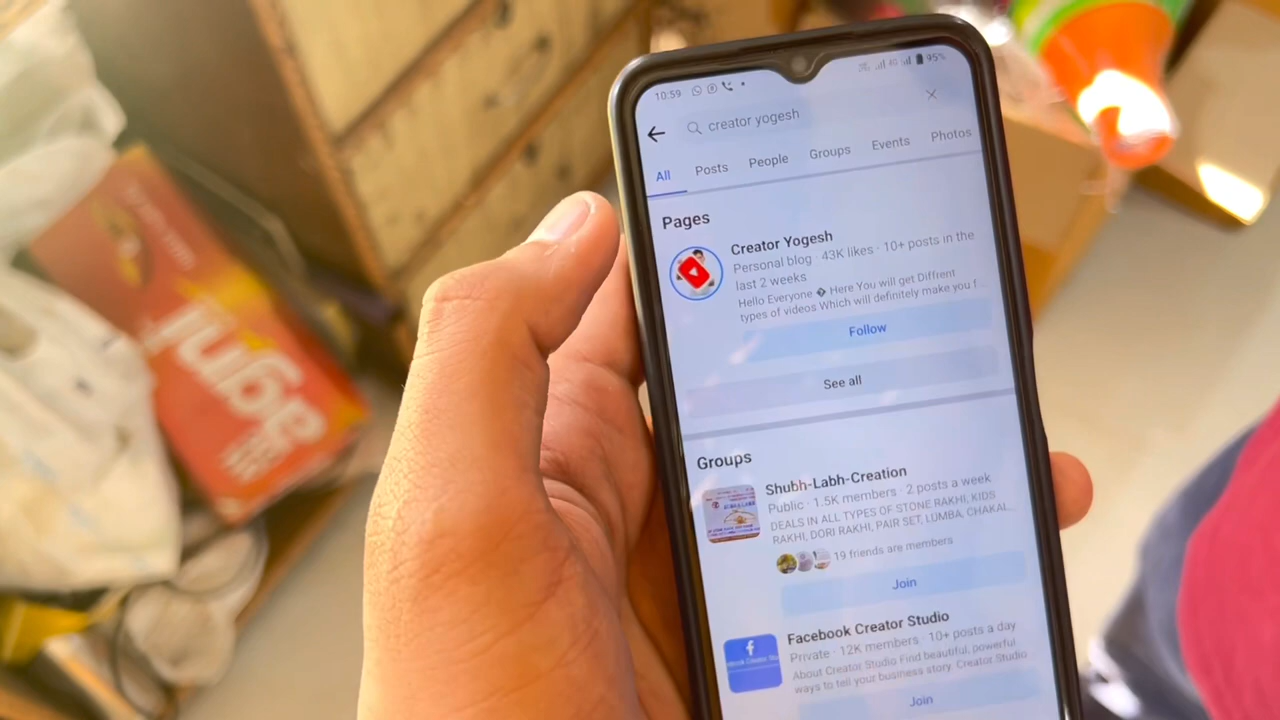 10:59
4G
95%
creator yogesh
All Posts People Groups Events Photos
Pages
Creator Yogesh
Personal blog · 43K likes · 10+ posts in the
last 2 weeks
Hello Everyone � Here You will get Diffrent
types of videos Which will definitely make you f
Follow
See all
Groups
Shubh-Labh-Creation
Public · 1.5K members · 2 posts a week
DEALS IN ALL TYPES OF STONE RAKHI, KIDS
RAKHI, DORI RAKHI, PAIR SET, LUMBA, CHAKAL...
19 friends are members
Join
Facebook Creator Studio
Private · 12K members · 10+ posts a day
About Creator Studio Find beautiful, powerful
ways to tell your business story. Creator Studio
Join